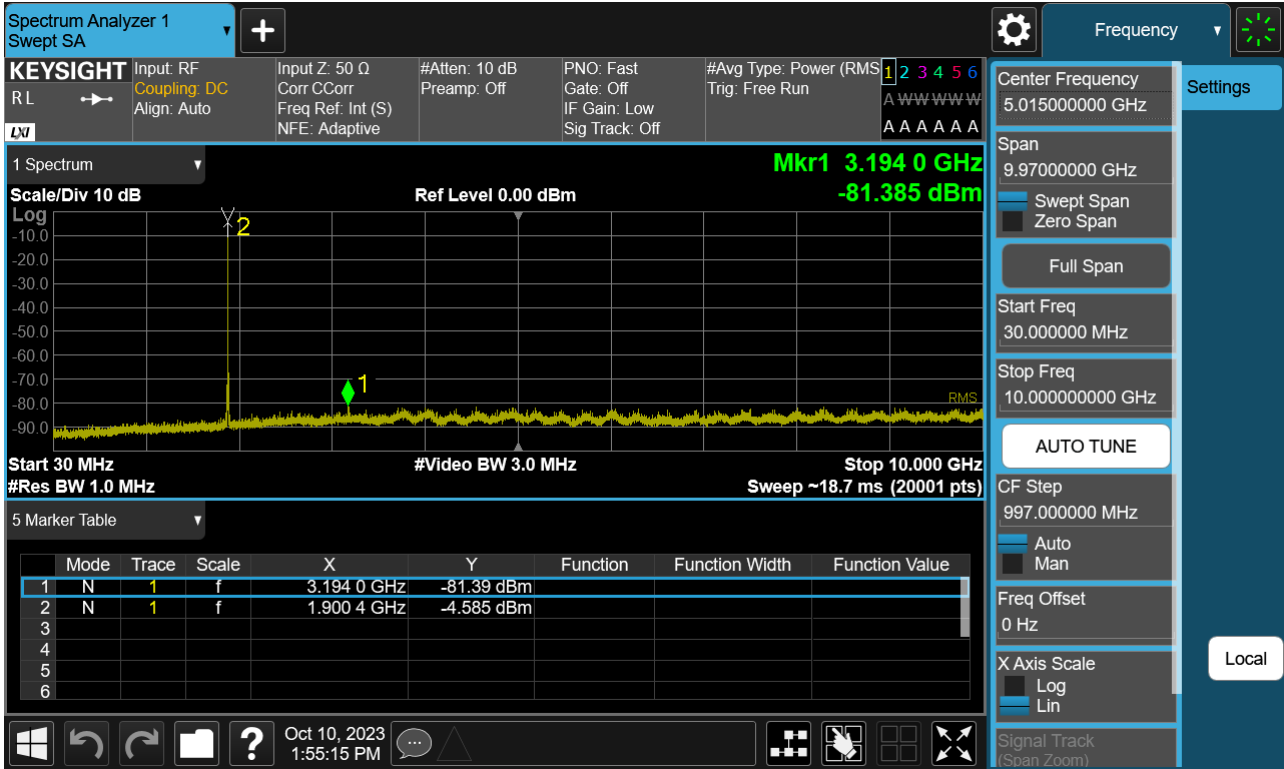 Spectrum Analyzer 1
Swept SA
Frequency
KEYSIGHT
R L
LXI
Input: RF
Coupling: DC
Align: Auto
Input Z: 50 Ω
Corr CCorr
Freq Ref: Int (S)
NFE: Adaptive
#Atten: 10 dB
Preamp: Off
PNO: Fast
Gate: Off
IF Gain: Low
Sig Track: Off
#Avg Type: Power (RMS
Trig: Free Run
1 2 3 4 5 6
A W W W W W
A A A A A A
1 Spectrum
Mkr1 3.194 0 GHz
Scale/Div 10 dB
Ref Level 0.00 dBm
-81.385 dBm
Log
-10.0
-20.0
-30.0
-40.0
-50.0
-60.0
-70.0
-80.0
-90.0
2
1
RMS
Start 30 MHz
#Video BW 3.0 MHz
Stop 10.000 GHz
#Res BW 1.0 MHz
Sweep ~18.7 ms (20001 pts)
5 Marker Table
Mode Trace Scale X Y Function Function Width Function Value
1 N 1 f 3.194 0 GHz -81.39 dBm
2 N 1 f 1.900 4 GHz -4.585 dBm
3
4
5
6
Oct 10, 2023
1:55:15 PM
Center Frequency
5.015000000 GHz
Settings
Span
9.97000000 GHz
Swept Span
Zero Span
Full Span
Start Freq
30.000000 MHz
Stop Freq
10.000000000 GHz
AUTO TUNE
CF Step
997.000000 MHz
Auto
Man
Freq Offset
0 Hz
X Axis Scale
Log
Lin
Local
Signal Track
(Span Zoom)